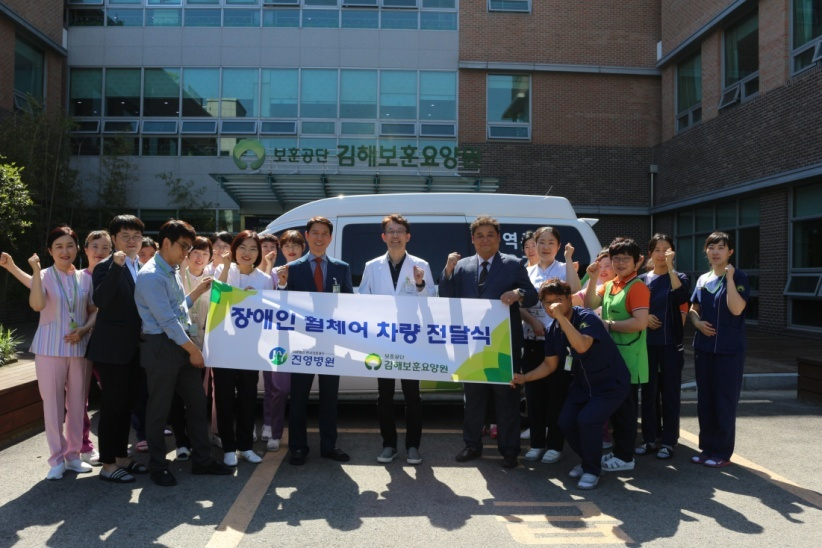 보훈공단 김해보훈요양원
역
장애인 휠체어 차량 전달식
진영병원
보훈공단
김해보훈요양원